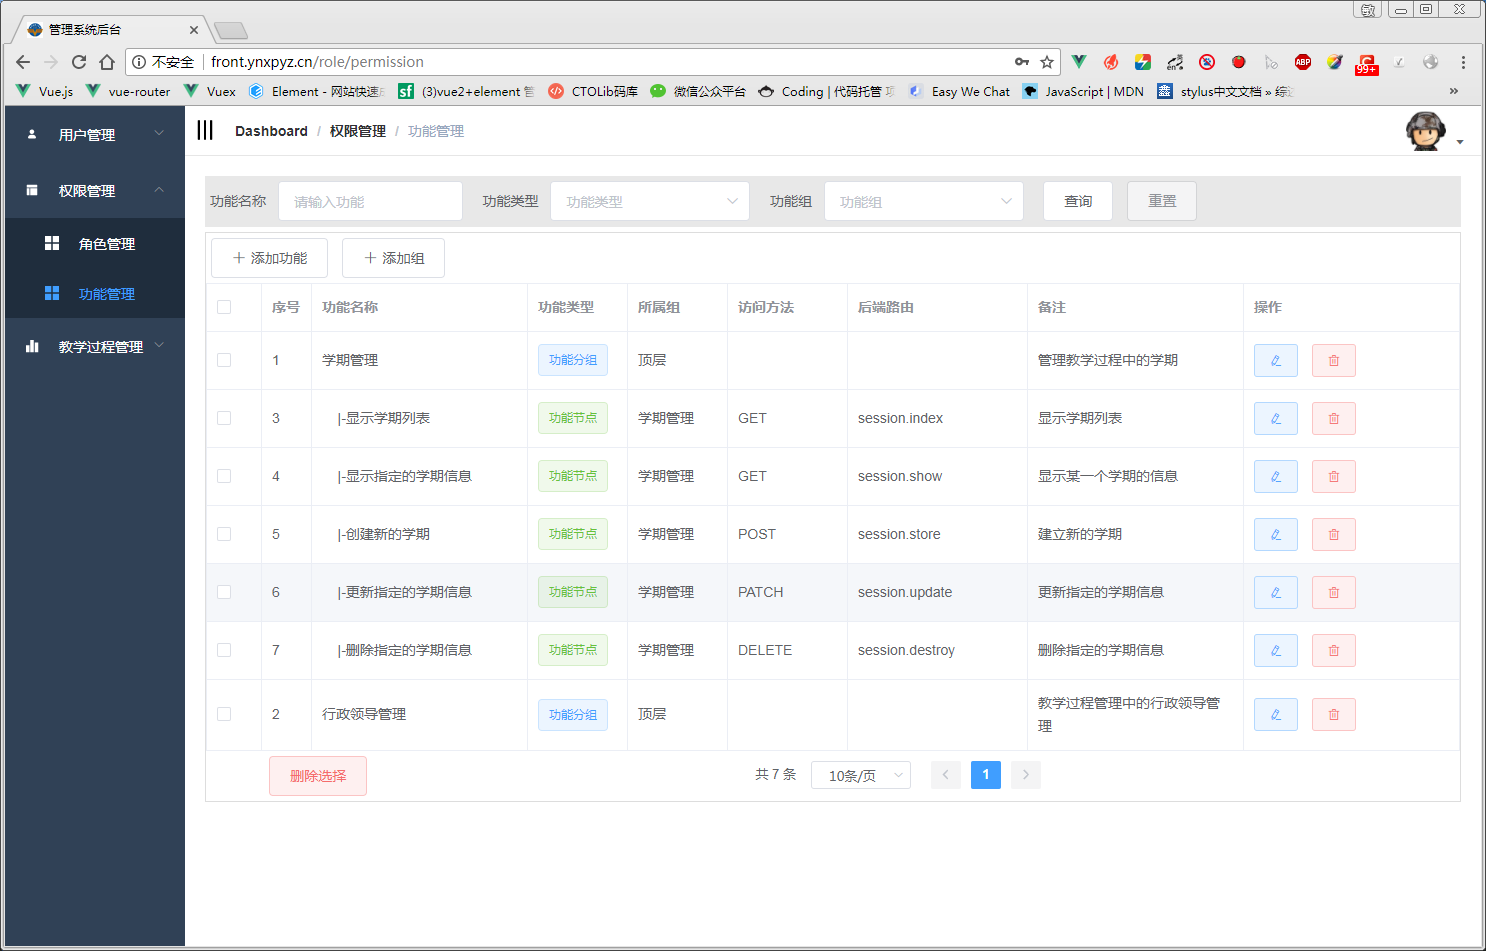 敏
管理系统后台
不安全 front.ynxpyz.cn/role/permission
en
ABP
99+
Vue.js vue-router Vuex Element - 网站快速 (3)vue2+element CTOLib码库 微信公众平台 Coding | 代码托管 Easy We Chat JavaScript | MDN stylus中文文档 » 综
用户管理
权限管理
角色管理
功能管理
教学过程管理
Dashboard / 权限管理 / 功能管理
功能名称 请输入功能 功能类型 功能类型 功能组 功能组 查询 重置
添加功能 添加组
序号 功能名称 功能类型 所属组 访问方法 后端路由 备注 操作
1 学期管理 功能分组 顶层 管理教学过程中的学期
3 |-显示学期列表 功能节点 学期管理 GET session.index 显示学期列表
4 |-显示指定的学期信息 功能节点 学期管理 GET session.show 显示某一个学期的信息
5 |-创建新的学期 功能节点 学期管理 POST session.store 建立新的学期
6 |-更新指定的学期信息 功能节点 学期管理 PATCH session.update 更新指定的学期信息
7 |-删除指定的学期信息 功能节点 学期管理 DELETE session.destroy 删除指定的学期信息
2 行政领导管理 功能分组 顶层 教学过程管理中的行政领导管
理
删除选择 共 7 条 10条/页 1